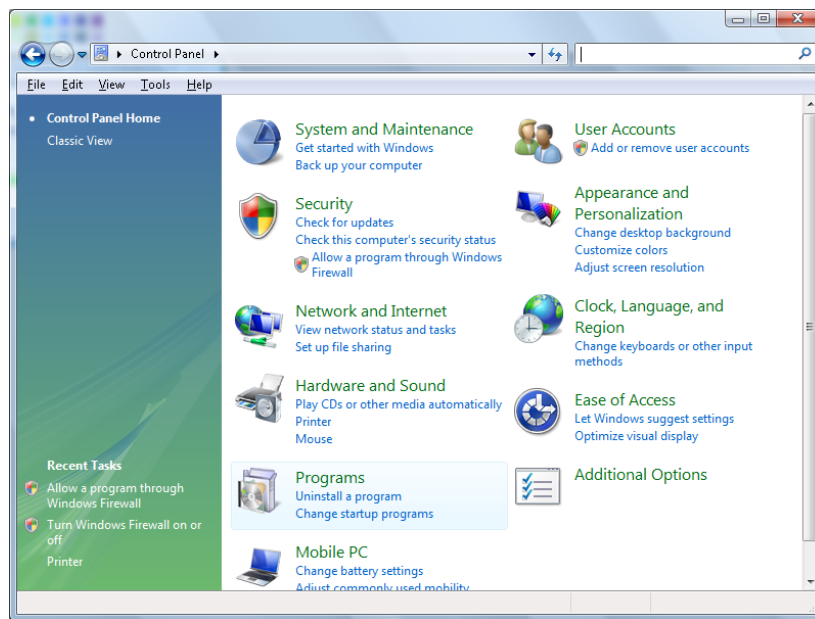 Control Panel
File Edit View Tools Help
Control Panel Home
Classic View
System and Maintenance
Get started with Windows
Back up your computer
Security
Check for updates
Check this computer's security status
Allow a program through Windows
Firewall
Network and Internet
View network status and tasks
Set up file sharing
Hardware and Sound
Play CDs or other media automatically
Printer
Mouse
Programs
Uninstall a program
Change startup programs
Mobile PC
Change battery settings
Adjust commonly used mobility
User Accounts
Add or remove user accounts
Appearance and
Personalization
Change desktop background
Customize colors
Adjust screen resolution
Clock, Language, and
Region
Change keyboards or other input
methods
Ease of Access
Let Windows suggest settings
Optimize visual display
Additional Options
Recent Tasks
Allow a program through
Windows Firewall
Turn Windows Firewall on or
off
Printer